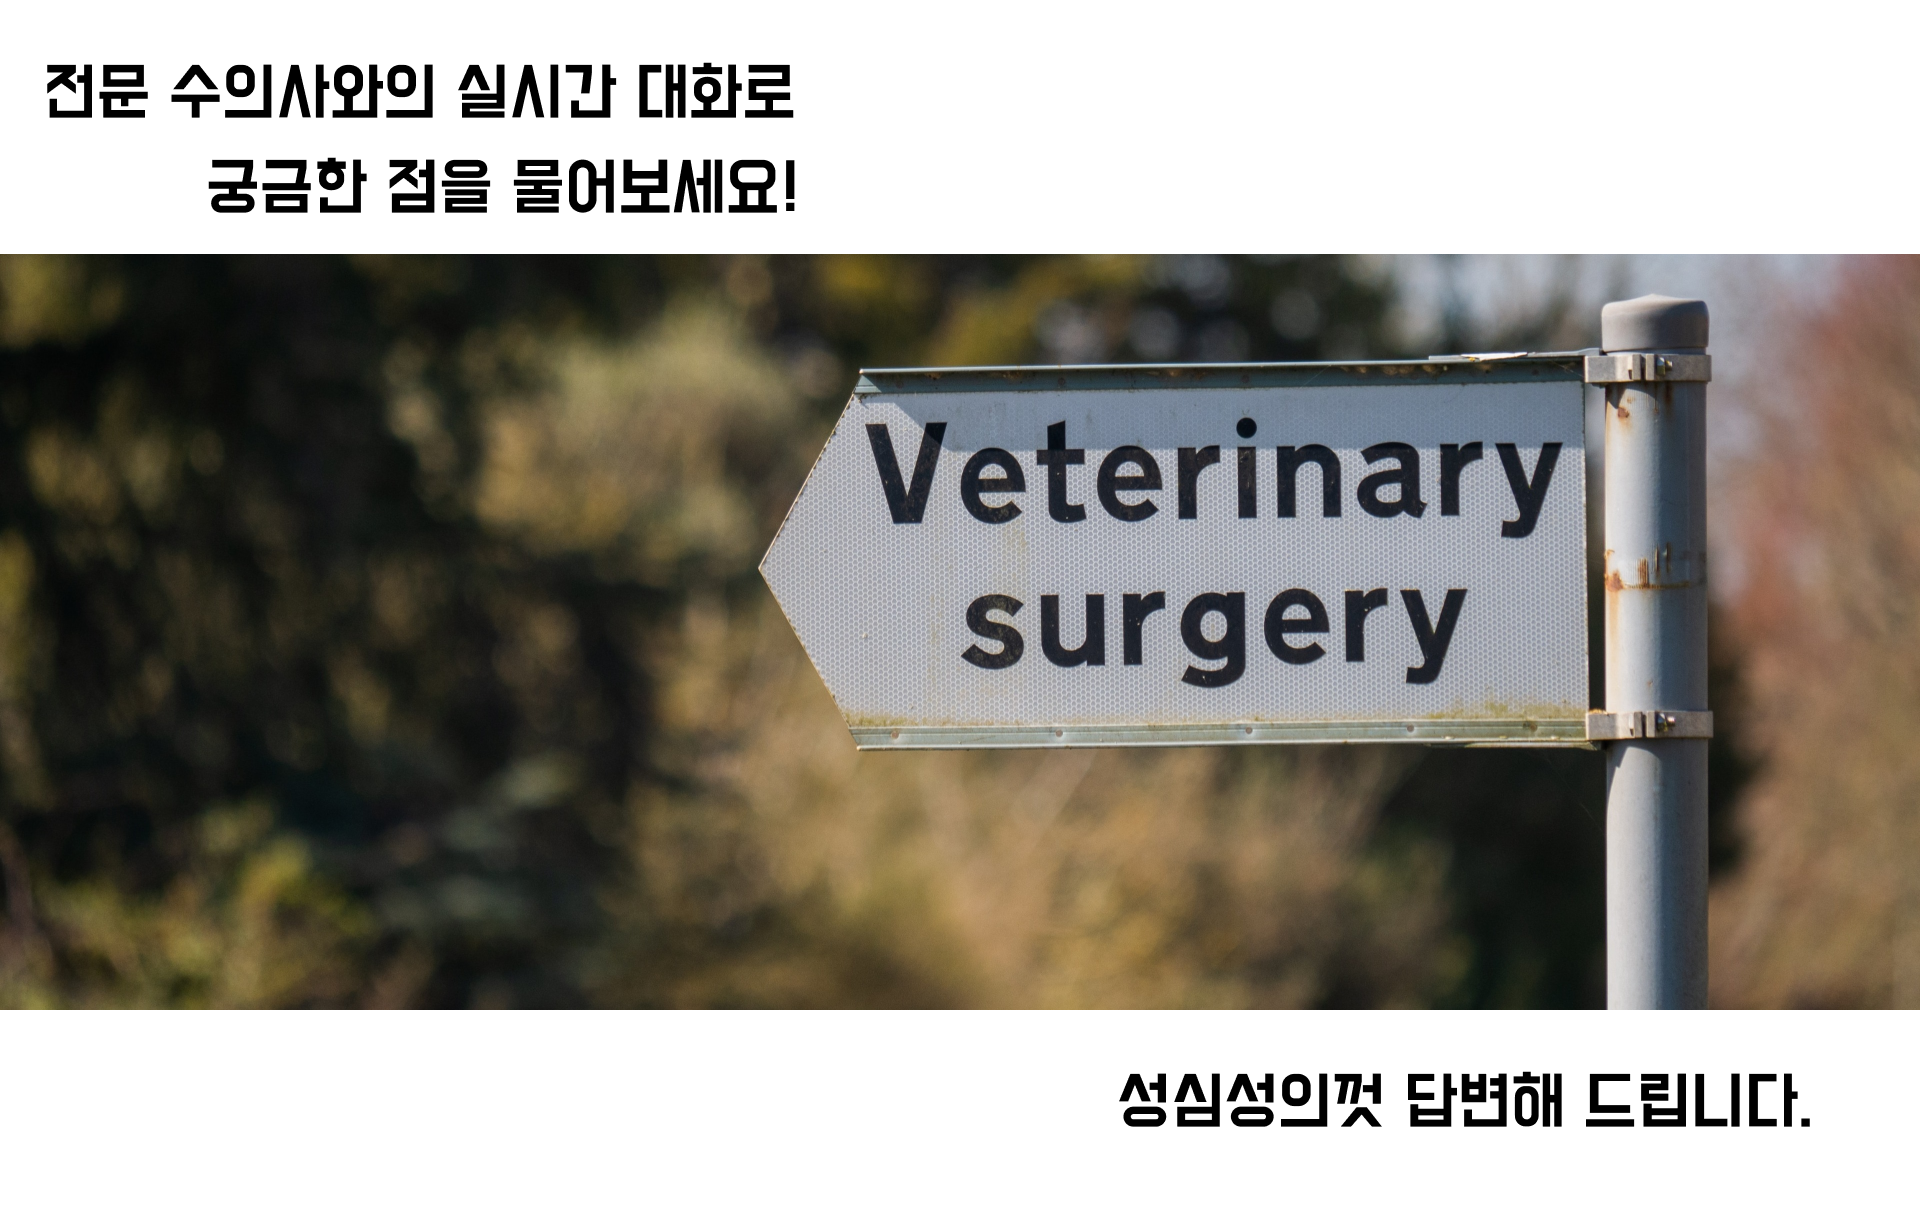 전문 수의사와의 실시간 대화로
궁금한 점을 물어보세요!
Veterinary
surgery
성심성의껏 답변해 드립니다.